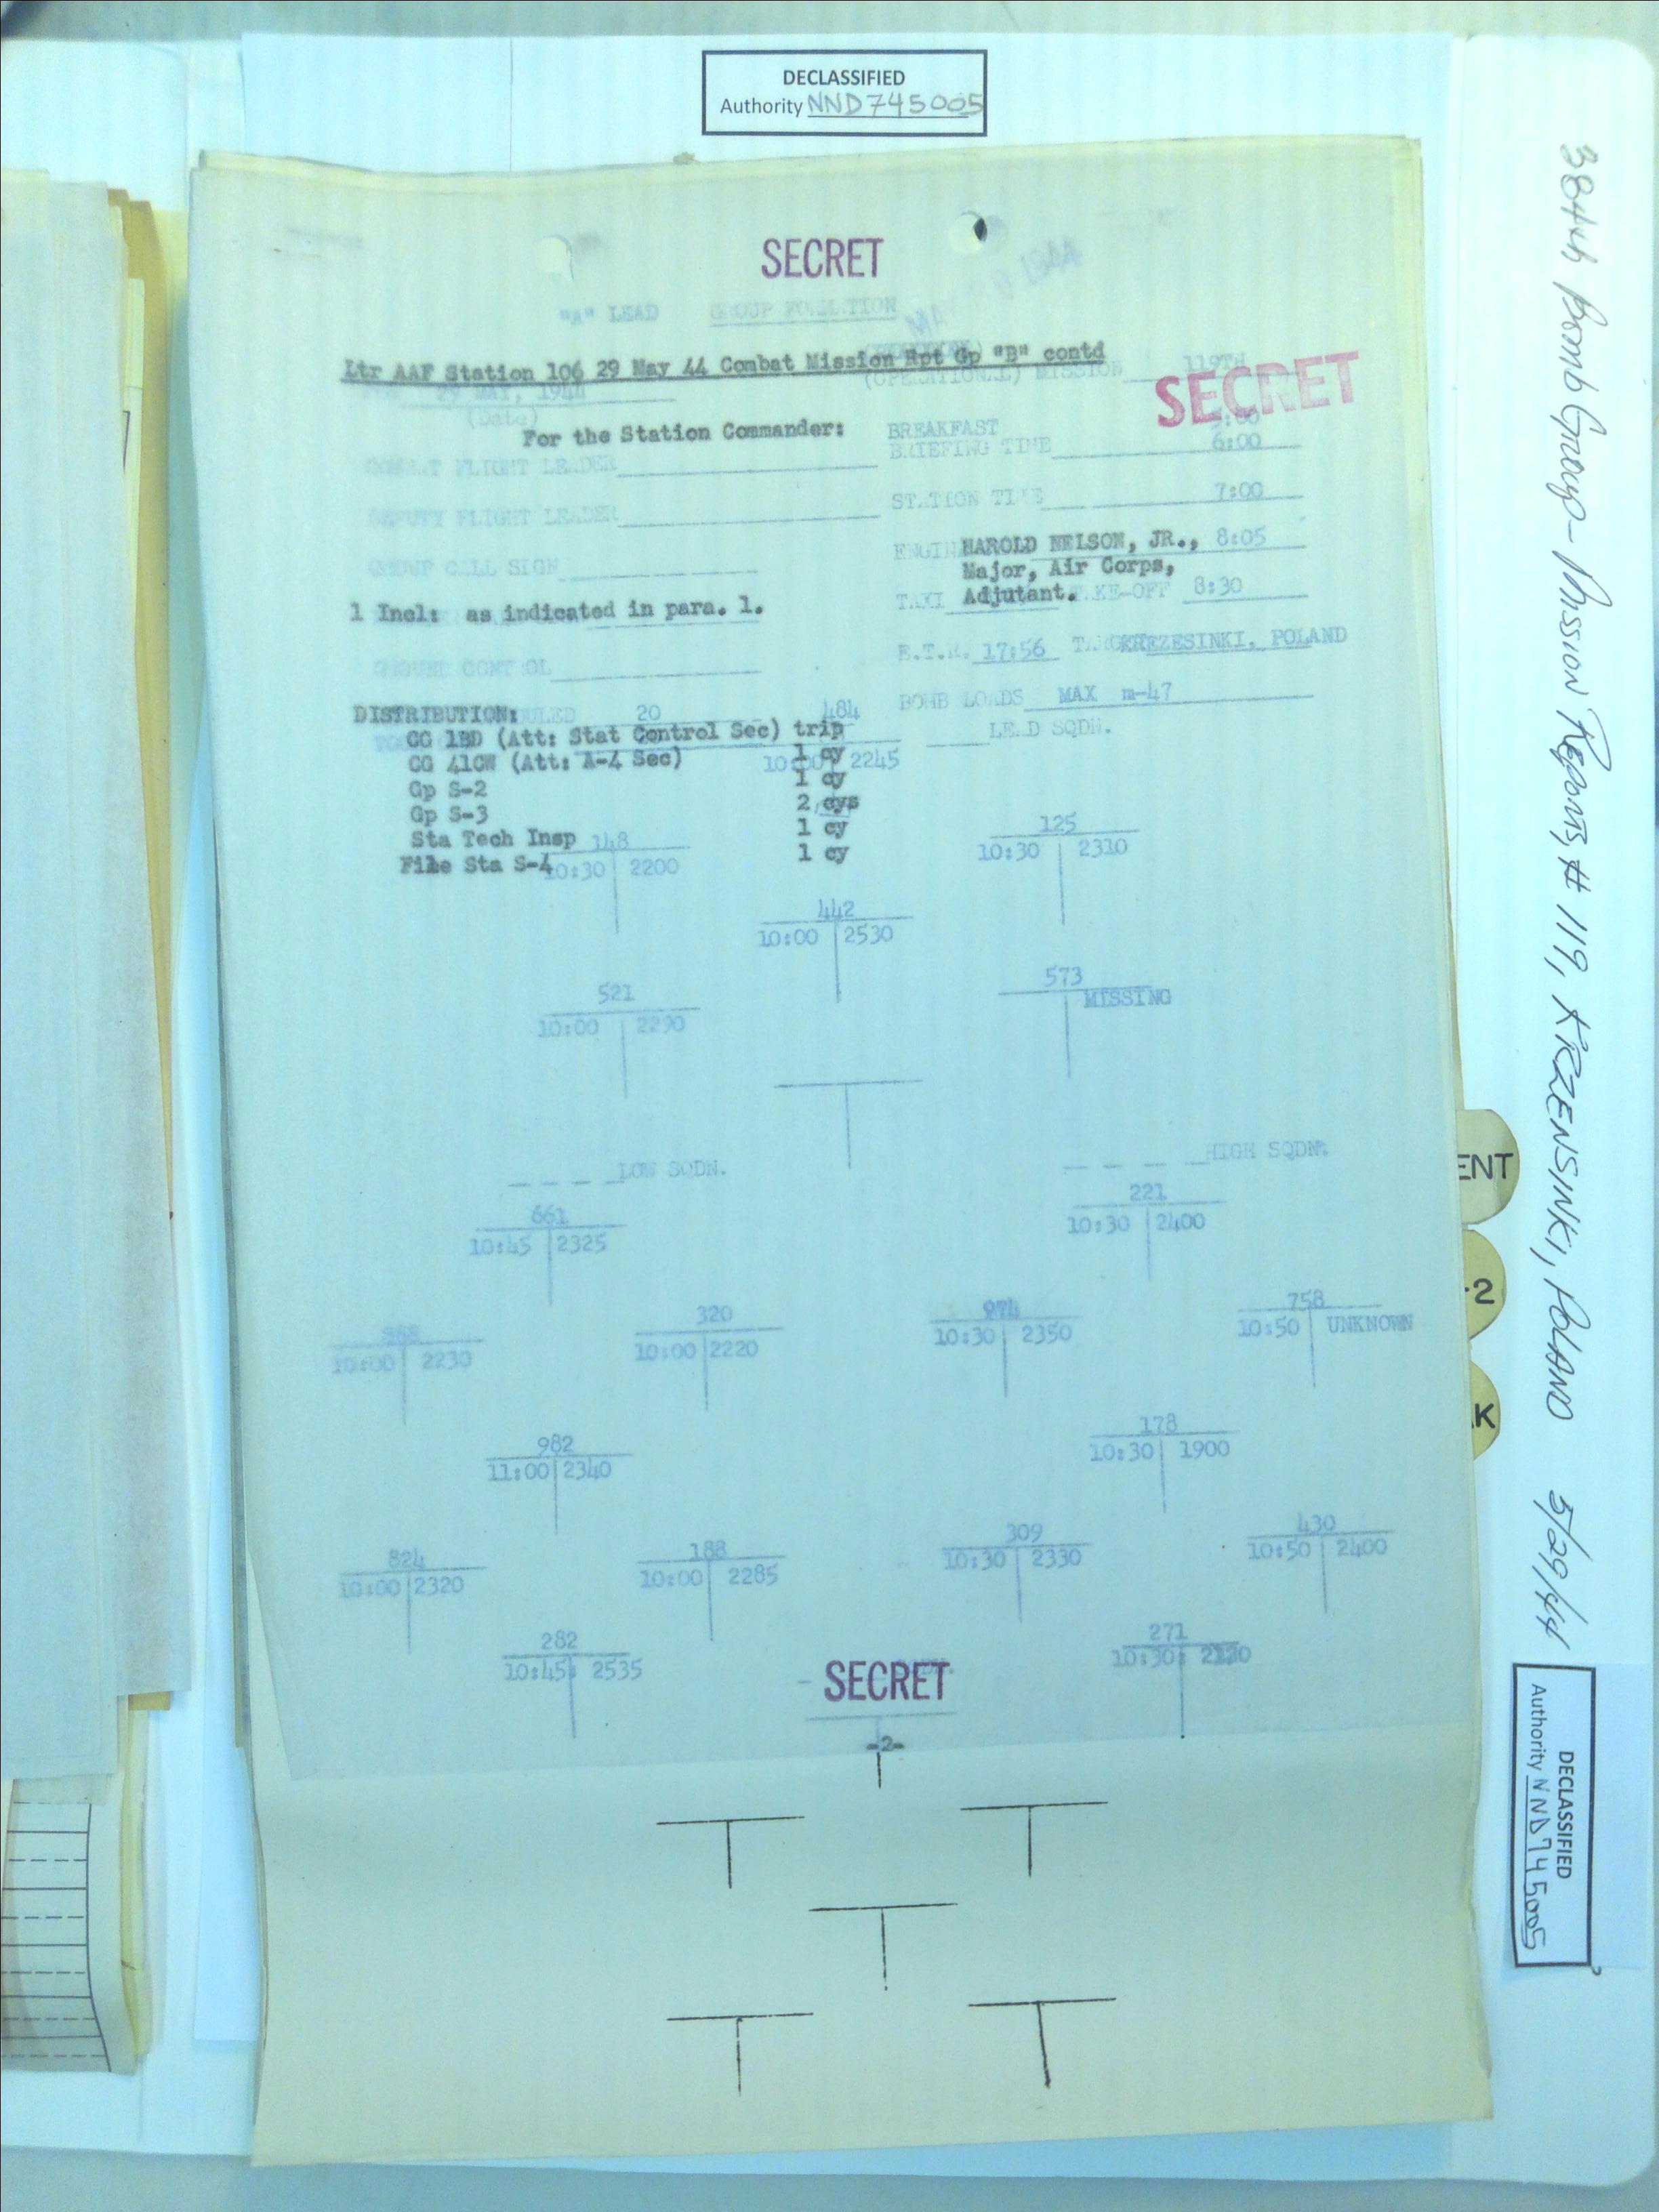 DECLASSIFIED
Authority NND745005
SECRET
"A" LEAD GROUP FORMATION
Ltr AAF Station 106 29 May 44 Combat Mission Rpt Gp "B" contd
(OPERATIONAL) MISSION 119TH
29 MAY, 1944
(Date)
SECRET
For the Station Commander:
BREAKFAST
BRIEFING TIME 6:00
FLIGHT LEADER
STATION TIME 7:00
DEPUTY FLIGHT LEADER
HAROLD NELSON, JR., 8:05
Major, Air Corps,
CALL SIGN
TAXI Adjutant. TAKE-OFF 8:30
1 Incl: as indicated in para. 1.
E.T.R. 17:56
KRZESINKI, POLAND
CONTROL
BOMB LOADS MAX m-47
DISTRIBUTION: 20 484
LEAD SQDN.
CG 1BD (Att: Stat Control Sec) trip
CG 41CW (Att: A-4 Sec) 1 cy
2245
Gp S-2 1 cy
Gp S-3 2 cys
Sta Tech Insp 1 cy
File Sta S-4 1 cy
148
10:30 2200
125
10:30 2310
442
10:00 2530
521
10:00 2290
573
MISSING
LOW SQDN.
HIGH SQDN.
661
10:45 2325
221
10:30 2400
10:00 2230
320
10:00 2220
974
10:30 2350
758
10:50 UNKNOWN
982
11:00 2340
178
10:30 1900
824
10:00 2320
188
10:00 2285
309
10:30 2330
430
10:50 2400
282
10:45 2535
271
10:30
SECRET
-2-
384th Bomb Group - Mission Reports, # 119, KRZENSINKI, POLAND 5/29/44
DECLASSIFIED
Authority NND745005
ENT
-2
K